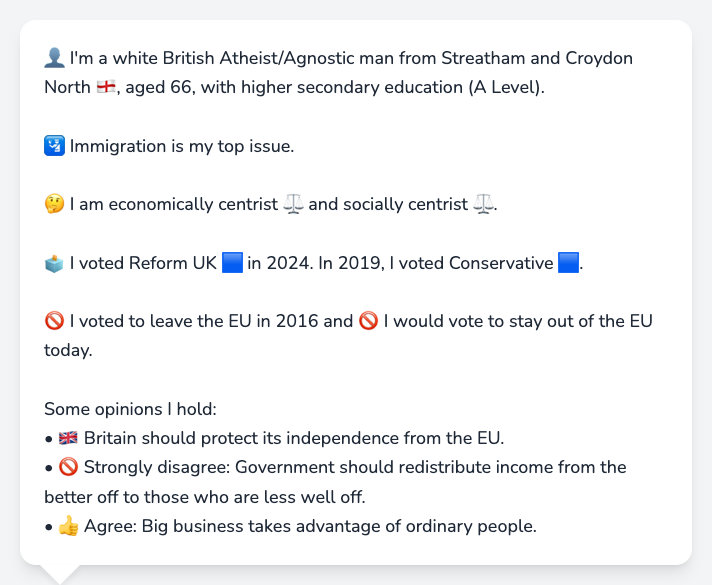 👤 I'm a white British Atheist/Agnostic man from Streatham and Croydon
North 🏴󠁧󠁢󠁥󠁮󠁧󠁿, aged 66, with higher secondary education (A Level).
🛂 Immigration is my top issue.
🤔 I am economically centrist ⚖️ and socially centrist ⚖️.
🗳️ I voted Reform UK 🟦 in 2024. In 2019, I voted Conservative 🟦.
🚫 I voted to leave the EU in 2016 and 🚫 I would vote to stay out of the EU
today.
Some opinions I hold:
• 🇬🇧 Britain should protect its independence from the EU.
• 🚫 Strongly disagree: Government should redistribute income from the
better off to those who are less well off.
• 👍 Agree: Big business takes advantage of ordinary people.